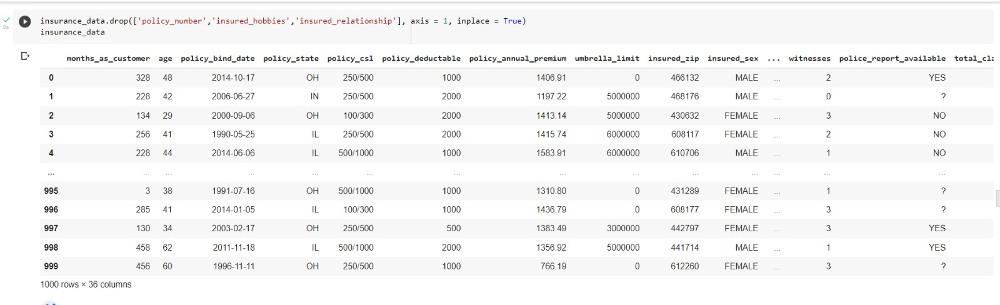 insurance_data.drop(['policy_number','insured_hobbies','insured_relationship'], axis = 1, inplace = True)
0s
insurance_data
months_as_customer age policy_bind_date policy_state policy_csl policy_deductable policy_annual_premium umbrella_limit insured_zip insured_sex ... witnesses police_report_available total_cla
0 328 48 2014-10-17 OH 250/500 1000 1406.91 0 466132 MALE ... 2 YES
1 228 42 2006-06-27 IN 250/500 2000 1197.22 5000000 468176 MALE ... 0 ?
2 134 29 2000-09-06 OH 100/300 2000 1413.14 5000000 430632 FEMALE ... 3 NO
3 256 41 1990-05-25 IL 250/500 2000 1415.74 6000000 608117 FEMALE ... 2 NO
4 228 44 2014-06-06 IL 500/1000 1000 1583.91 6000000 610706 MALE ... 1 NO
... ... ... ... ... ... ... ... ... ... ... ... ... ...
995 3 38 1991-07-16 OH 500/1000 1000 1310.80 0 431289 FEMALE ... 1 ?
996 285 41 2014-01-05 IL 100/300 1000 1436.79 0 608177 FEMALE ... 3 ?
997 130 34 2003-02-17 OH 250/500 500 1383.49 3000000 442797 FEMALE ... 3 YES
998 458 62 2011-11-18 IL 500/1000 2000 1356.92 5000000 441714 MALE ... 1 YES
999 456 60 1996-11-11 OH 250/500 1000 766.19 0 612260 FEMALE ... 3 ?
1000 rows × 36 columns